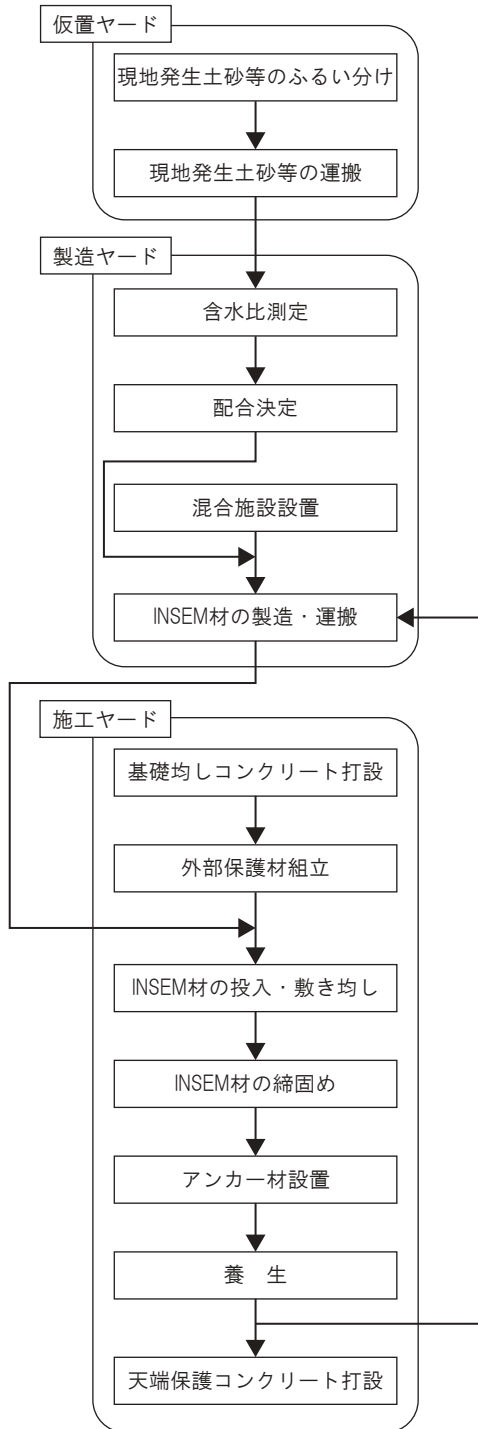 仮置ヤード
現地発生土砂等のふるい分け
現地発生土砂等の運搬
製造ヤード
含水比測定
配合決定
混合施設設置
INSEM材の製造・運搬
施工ヤード
基礎均しコンクリート打設
外部保護材組立
INSEM材の投入・敷き均し
INSEM材の締固め
アンカー材設置
養　生
天端保護コンクリート打設